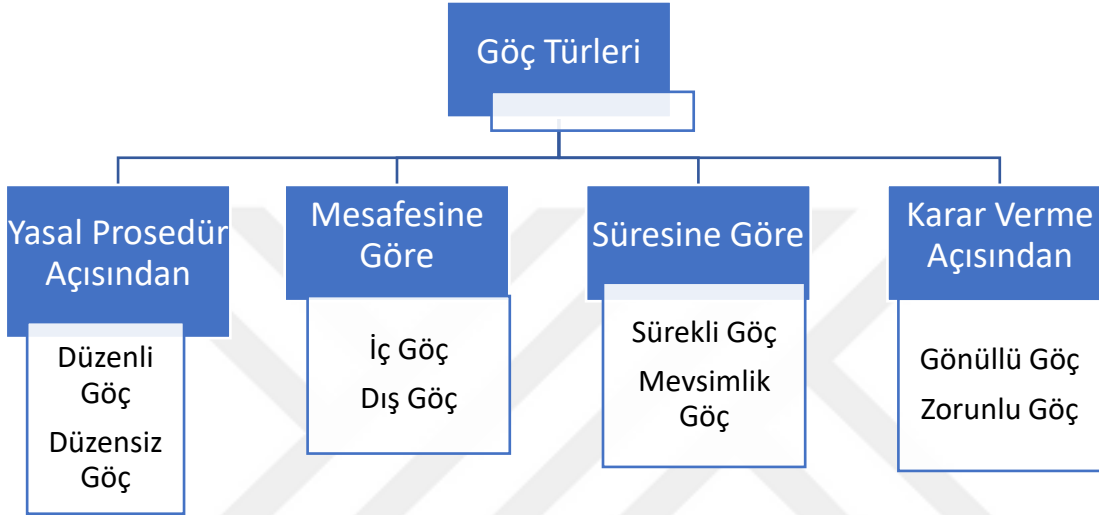 Göç Türleri
Yasal Prosedür
Açısından
Düzenli
Göç
Düzensiz
Göç
Mesafesine
Göre
İç Göç
Dış Göç
Süresine Göre
Sürekli Göç
Mevsimlik
Göç
Karar Verme
Açısından
Gönüllü Göç
Zorunlu Göç